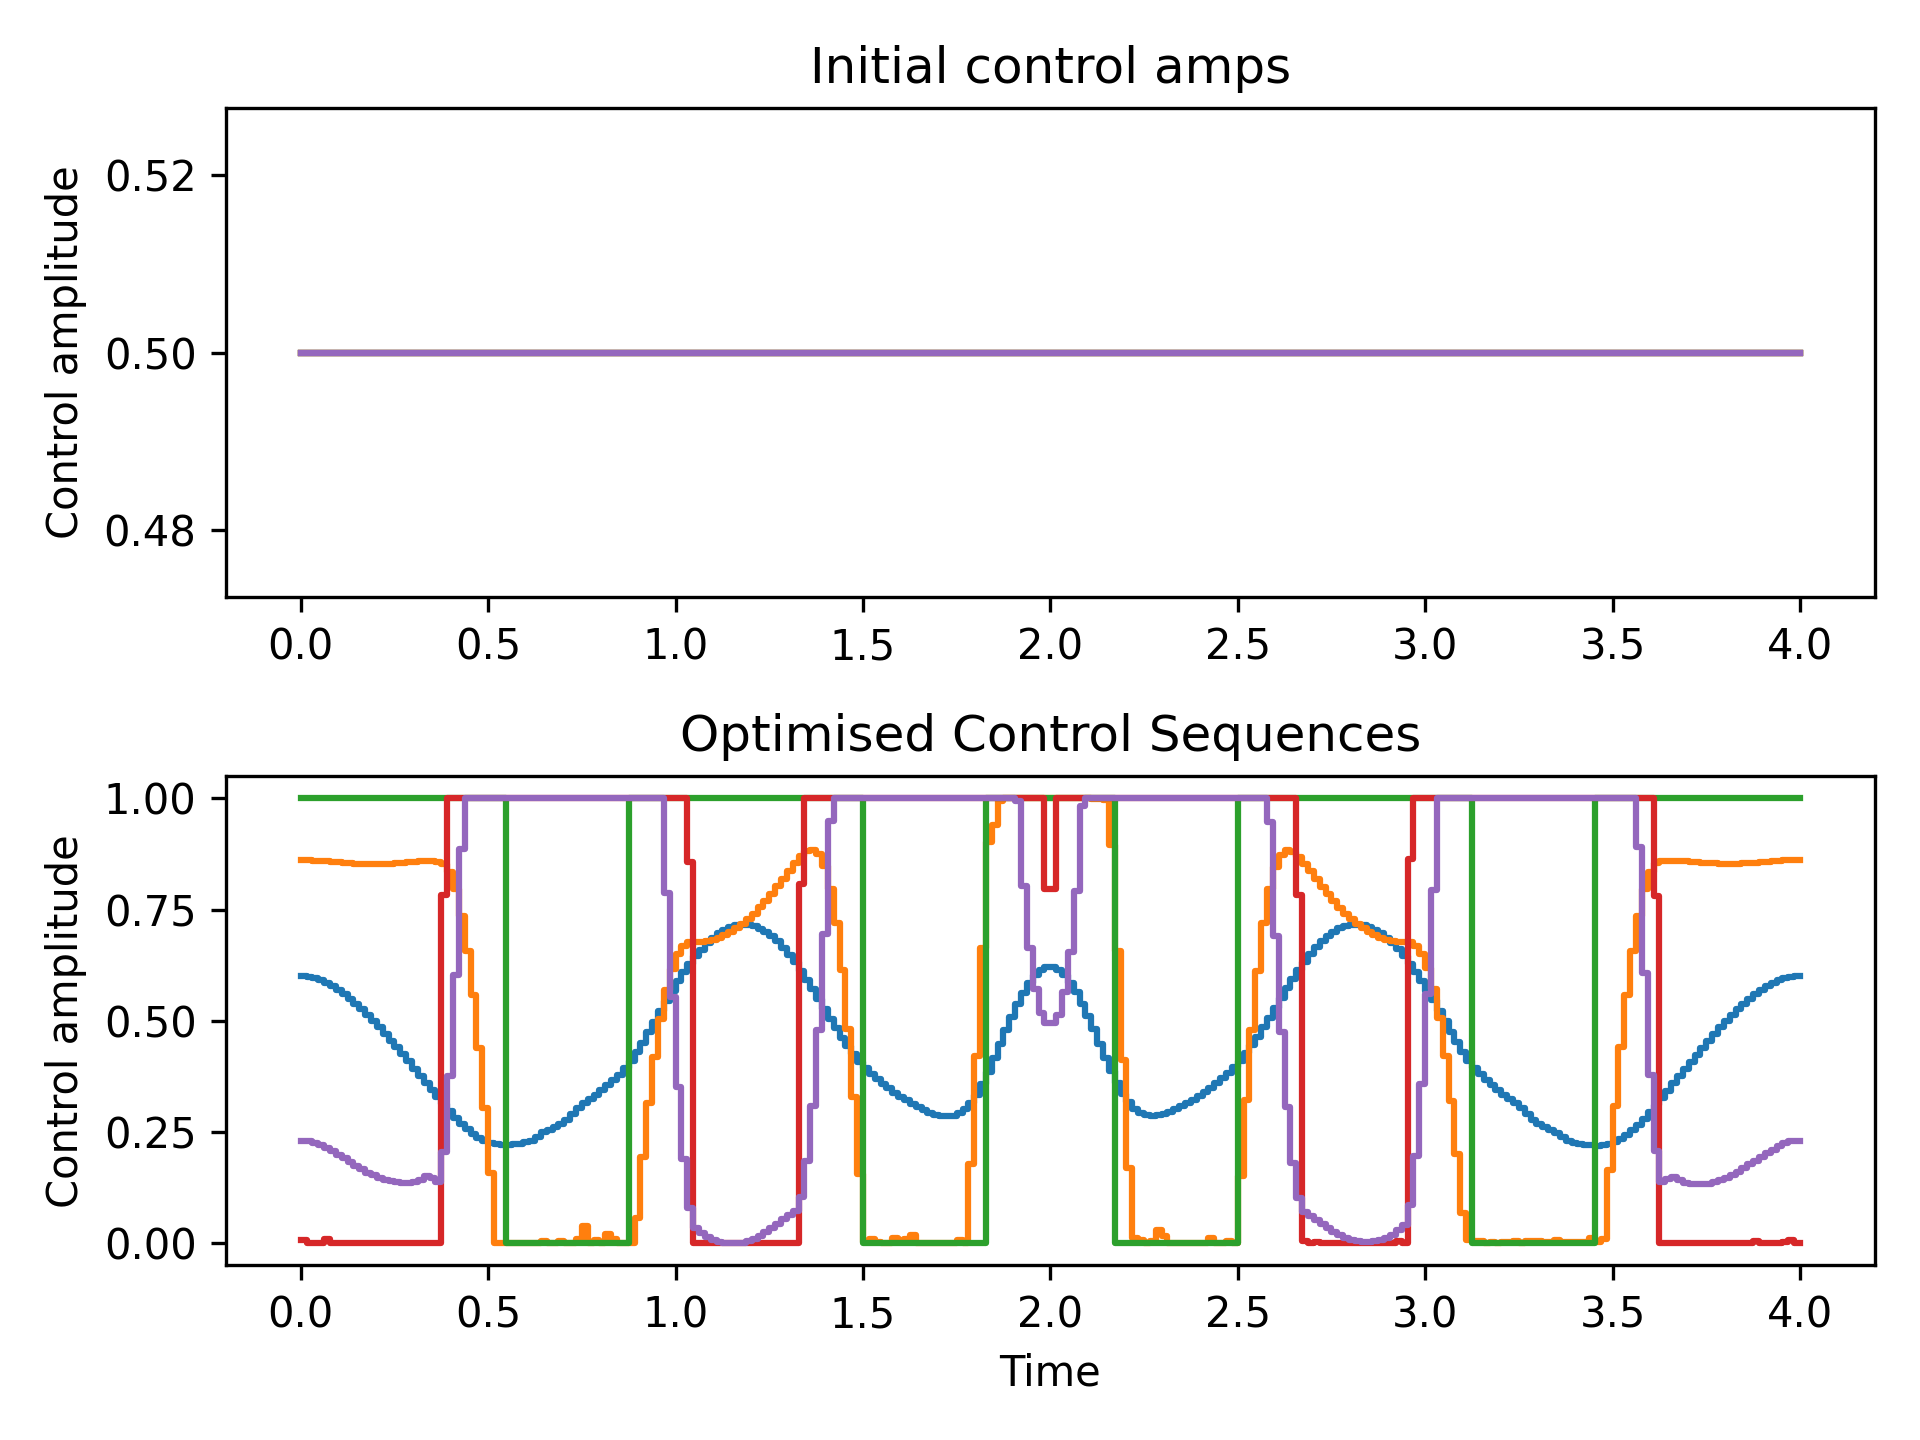 Initial control amps
Control amplitude
0.52
0.50
0.48
0.0 0.5 1.0 1.5 2.0 2.5 3.0 3.5 4.0
Optimised Control Sequences
Control amplitude
1.00
0.75
0.50
0.25
0.00
0.0 0.5 1.0 1.5 2.0 2.5 3.0 3.5 4.0
Time